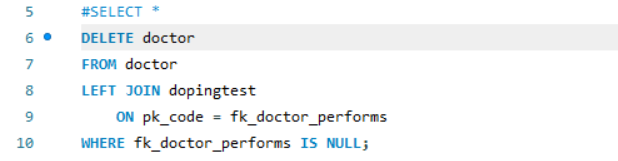 5 #SELECT *
6 DELETE doctor
7 FROM doctor
8 LEFT JOIN dopingtest
9 ON pk_code = fk_doctor_performs
10 WHERE fk_doctor_performs IS NULL;